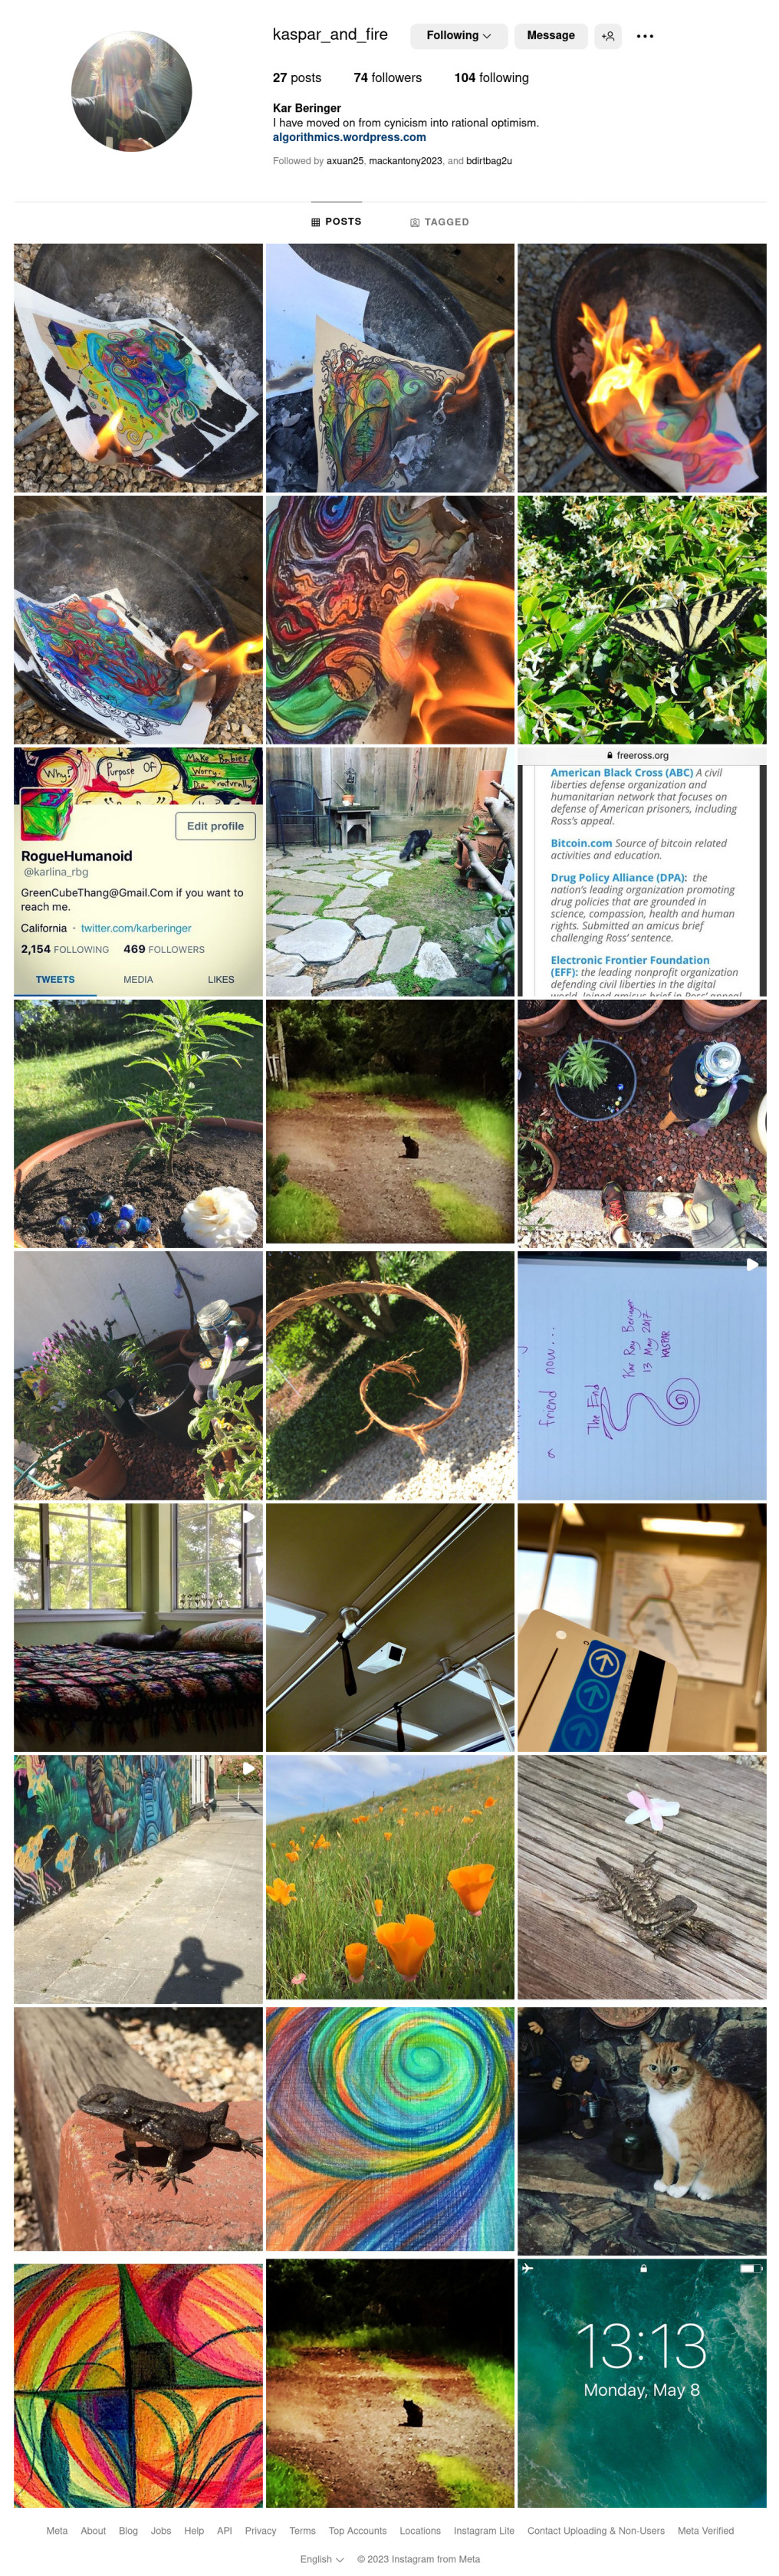 kaspar_and_fire
Following
Message
27 posts
74 followers
104 following
Kar Beringer
I have moved on from cynicism into rational optimism.
algorithmics.wordpress.com
Followed by axuan25, mackantony2023, and bdirtbag2u
POSTS
TAGGED
Why?
Purpose Of
Make Babies
Worry.
Die naturally
Edit profile
RogueHumanoid
@karlina_rbg
GreenCubeThang@Gmail.Com if you want to
reach me.
California · twitter.com/karberinger
2,154 FOLLOWING 469 FOLLOWERS
TWEETS
MEDIA
LIKES
freeross.org
American Black Cross (ABC) A civil
liberties defense organization and
humanitarian network that focuses on
defense of American prisoners, including
Ross's appeal.
Bitcoin.com Source of bitcoin related
activities and education.
Drug Policy Alliance (DPA): the
nation's leading organization promoting
drug policies that are grounded in
science, compassion, health and human
rights. Submitted an amicus brief
challenging Ross' sentence.
Electronic Frontier Foundation
(EFF): the leading nonprofit organization
defending civil liberties in the digital
world. Joined amicus brief in Ross' appeal
a friend now...
The End
Kar Ray Beringer
13 May 2017
KASPAR
13:13
Monday, May 8
Meta
About
Blog
Jobs
Help
API
Privacy
Terms
Top Accounts
Locations
Instagram Lite
Contact Uploading & Non-Users
Meta Verified
English
© 2023 Instagram from Meta